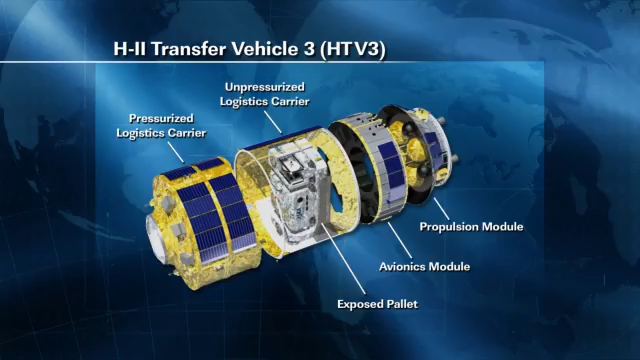 H-II Transfer Vehicle 3 (HTV3)
Unpressurized
Logistics Carrier
Pressurized
Logistics Carrier
Propulsion Module
Avionics Module
Exposed Pallet